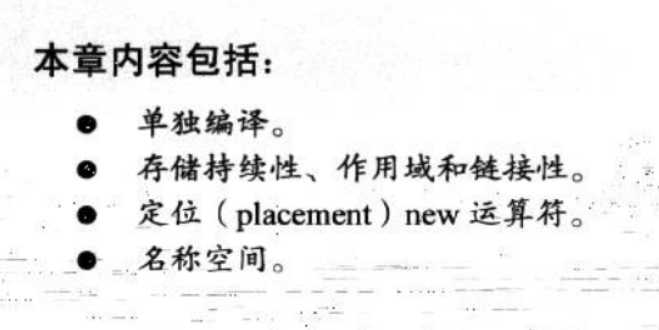 本章内容包括：
● 单独编译。
● 存储持续性、作用域和链接性。
● 定位（placement）new 运算符。
● 名称空间。